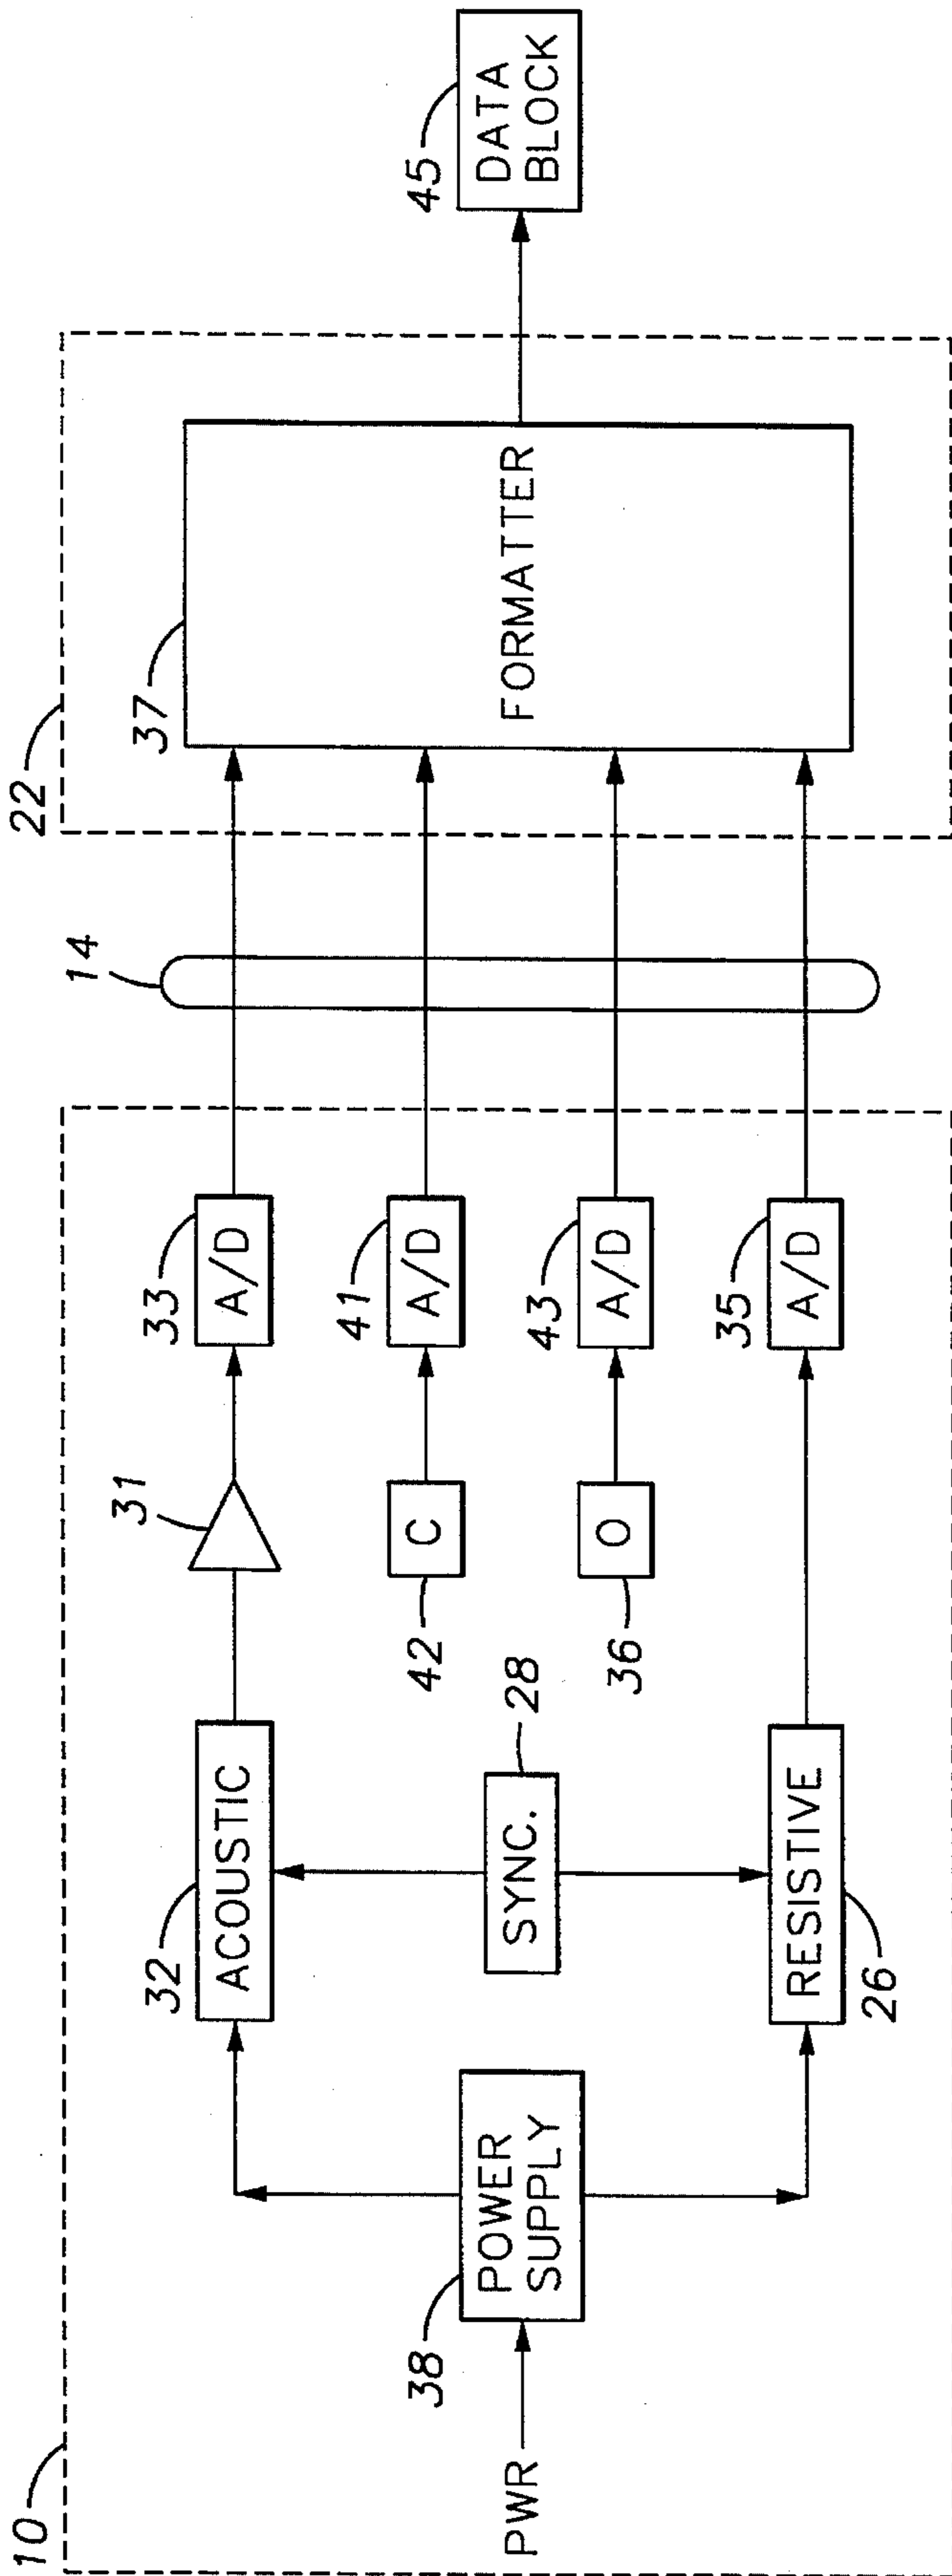 10
PWR
38
POWER
SUPPLY
32
ACOUSTIC
SYNC.
28
RESISTIVE
26
31
C
42
O
36
33
A/D
41
A/D
43
A/D
35
A/D
14
22
37
FORMATTER
45
DATA
BLOCK